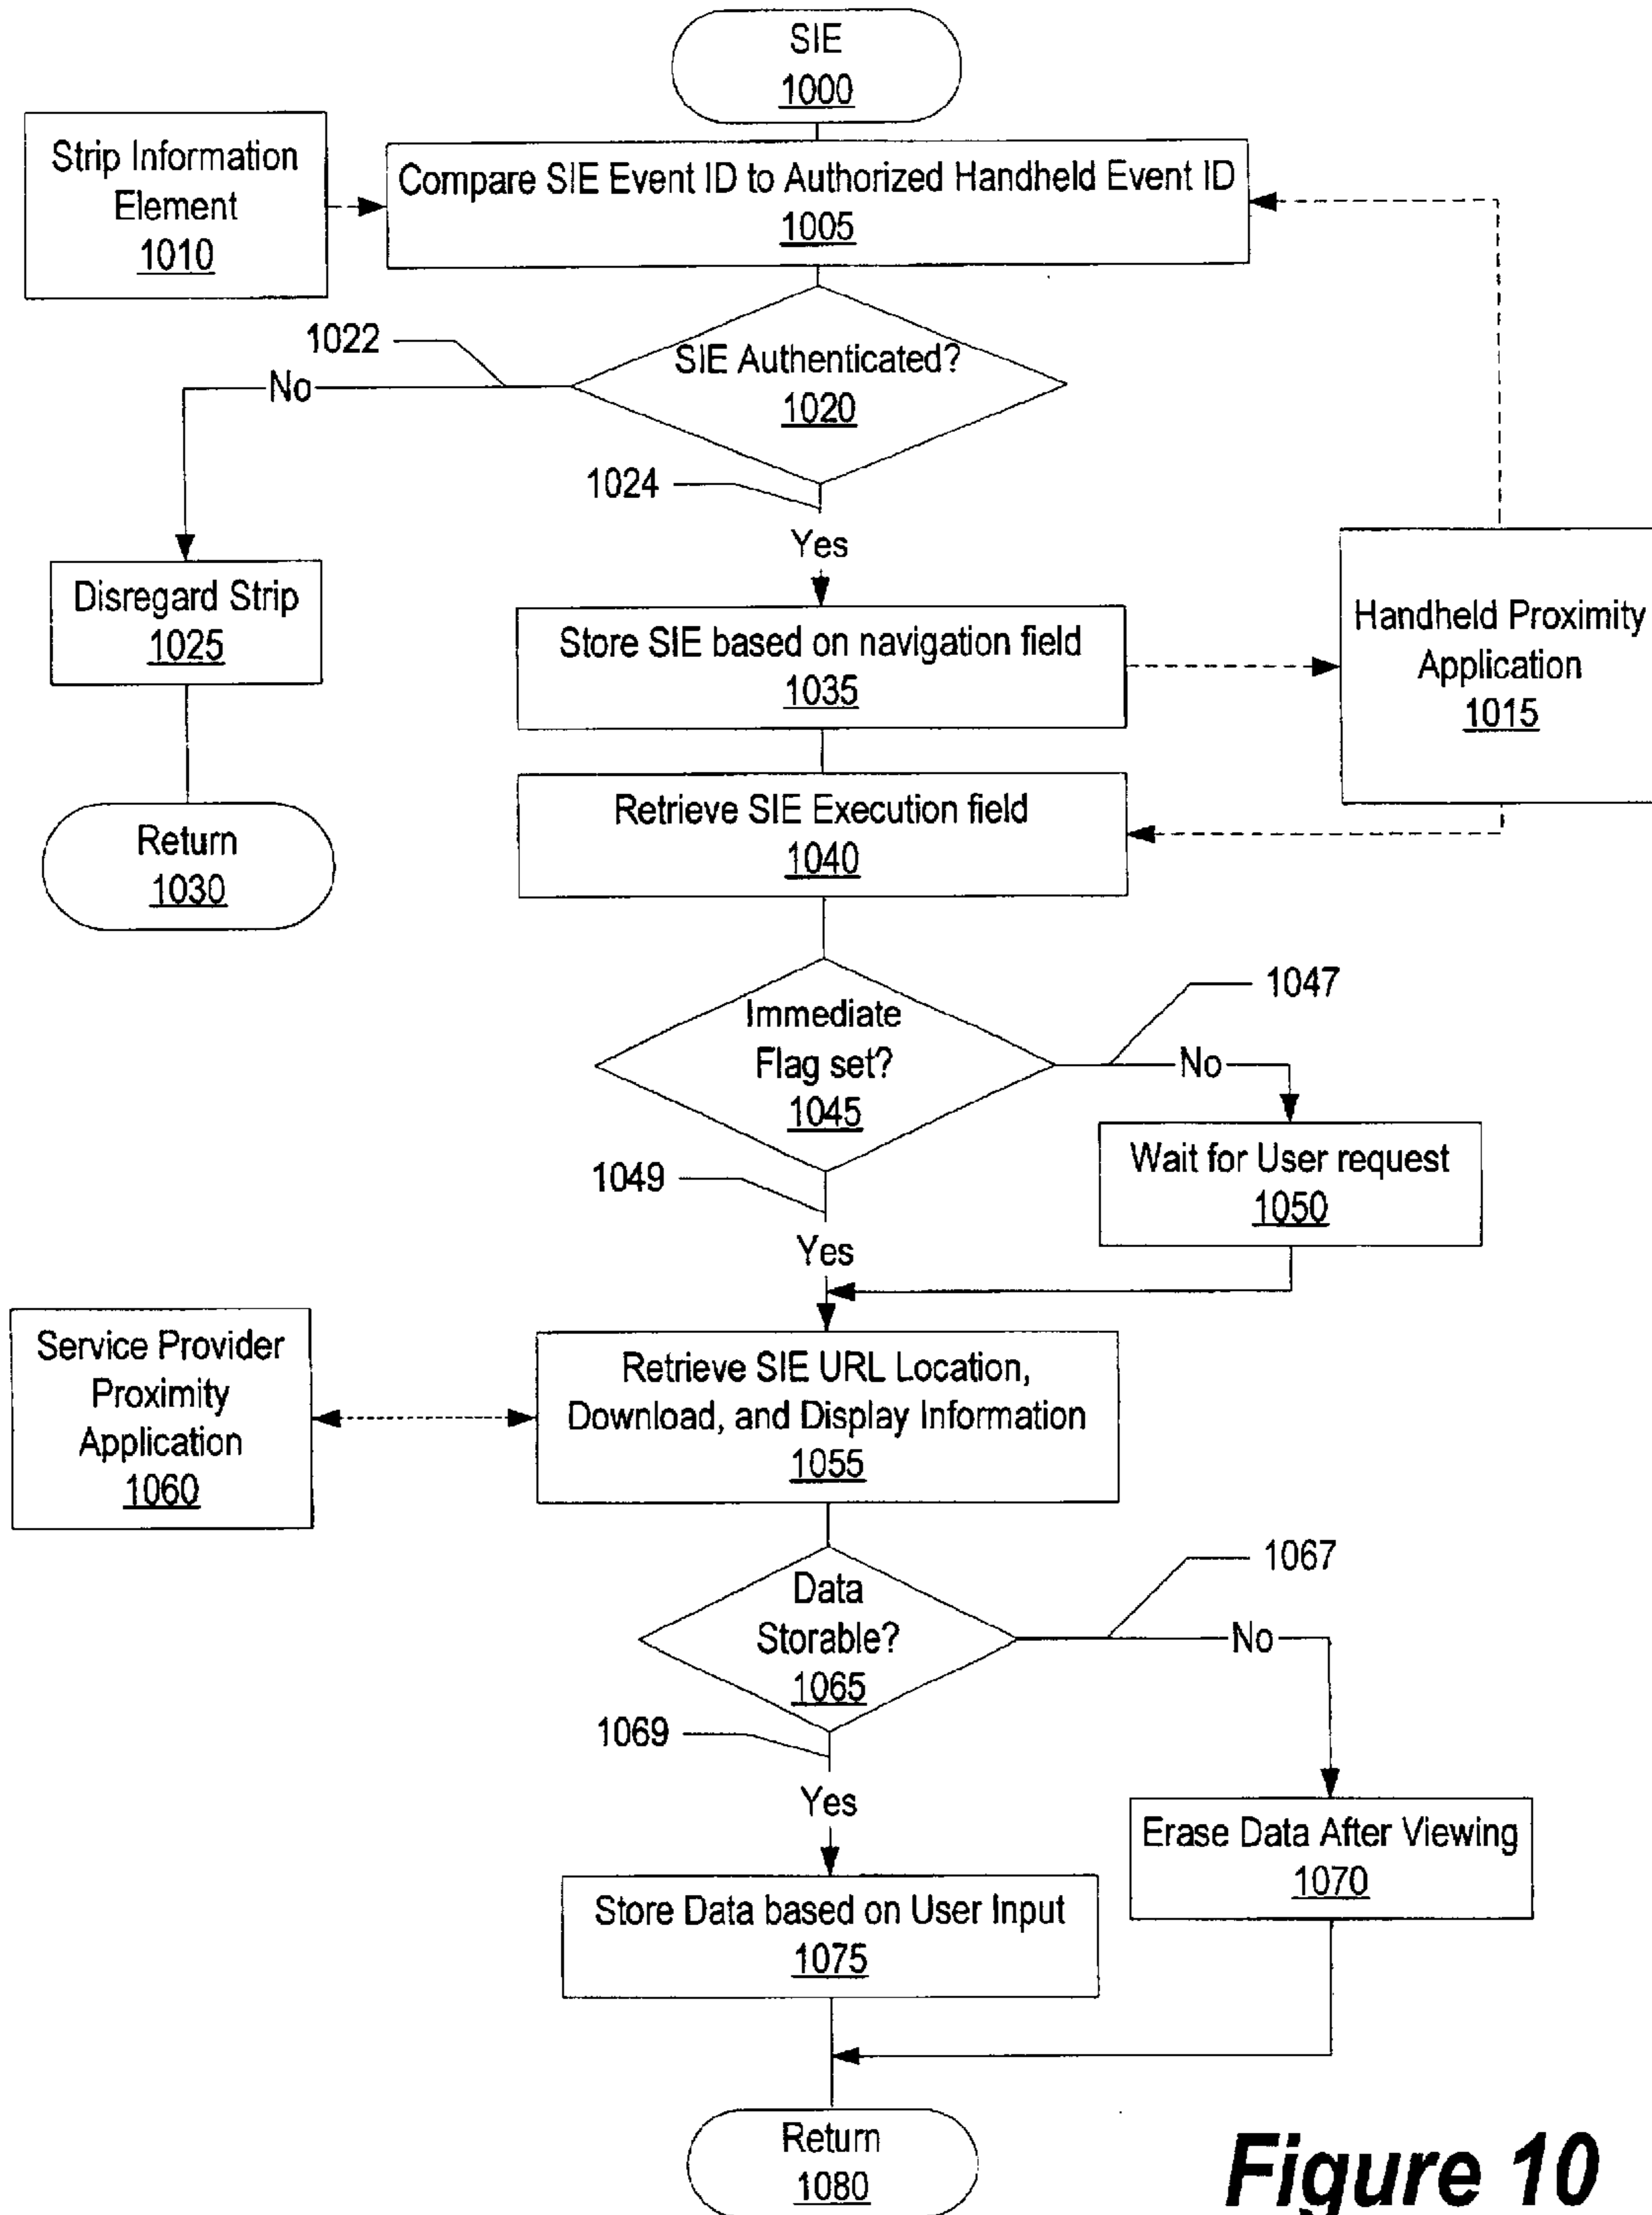 SIE
1000
Strip Information
Element
1010
Compare SIE Event ID to Authorized Handheld Event ID
1005
1022
No
SIE Authenticated?
1020
1024
Yes
Disregard Strip
1025
Return
1030
Store SIE based on navigation field
1035
Handheld Proximity
Application
1015
Retrieve SIE Execution field
1040
Immediate
Flag set?
1045
1047
No
1049
Yes
Wait for User request
1050
Service Provider
Proximity
Application
1060
Retrieve SIE URL Location,
Download, and Display Information
1055
Data
Storable?
1065
1067
No
1069
Yes
Erase Data After Viewing
1070
Store Data based on User Input
1075
Return
1080
Figure 10